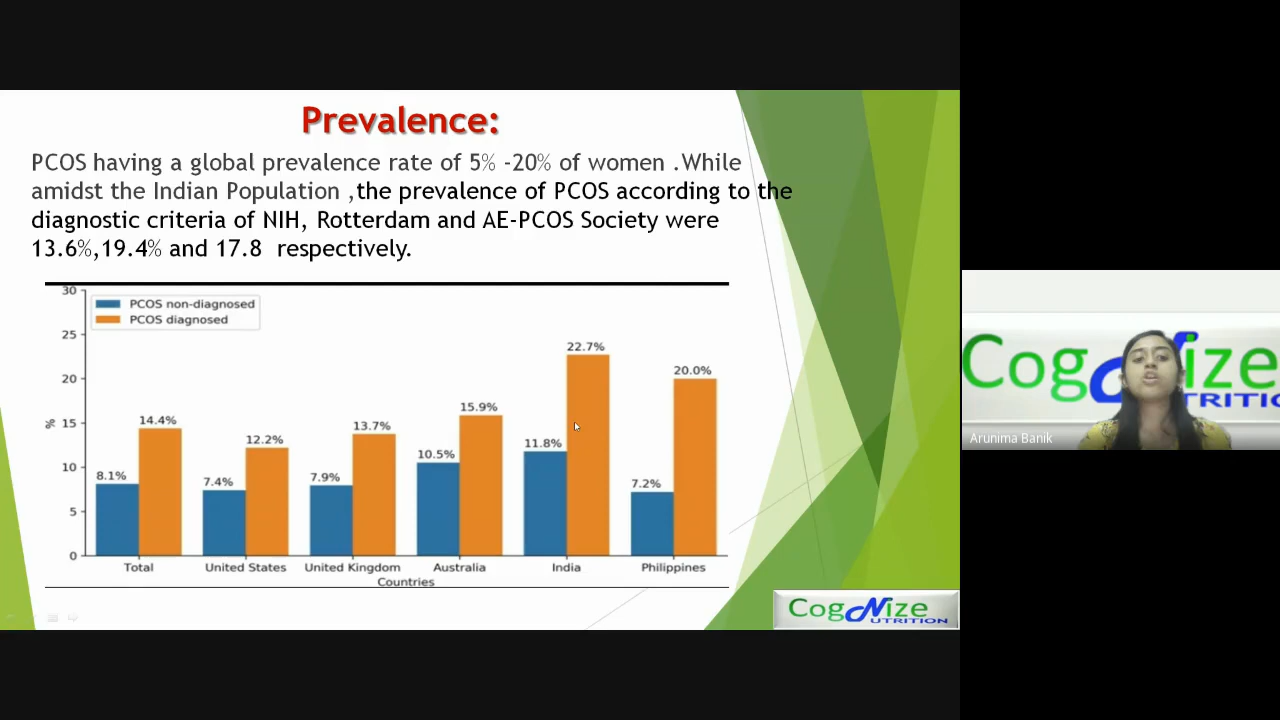 Prevalence:
PCOS having a global prevalence rate of 5% -20% of women .While
amidst the Indian Population ,the prevalence of PCOS according to the
diagnostic criteria of NIH, Rotterdam and AE-PCOS Society were
13.6%,19.4% and 17.8 respectively.
30
PCOS non-diagnosed
PCOS diagnosed
25
22.7%
20
20.0%
15.9%
15
14.4%
13.7%
12.2%
%
11.8%
10.5%
10
8.1%
7.4%
7.9%
7.2%
5
0
Total United States United Kingdom Australia India Philippines
Countries
CogNize
NUTRITION
CogNize
NUTRITION
Arunima Banik